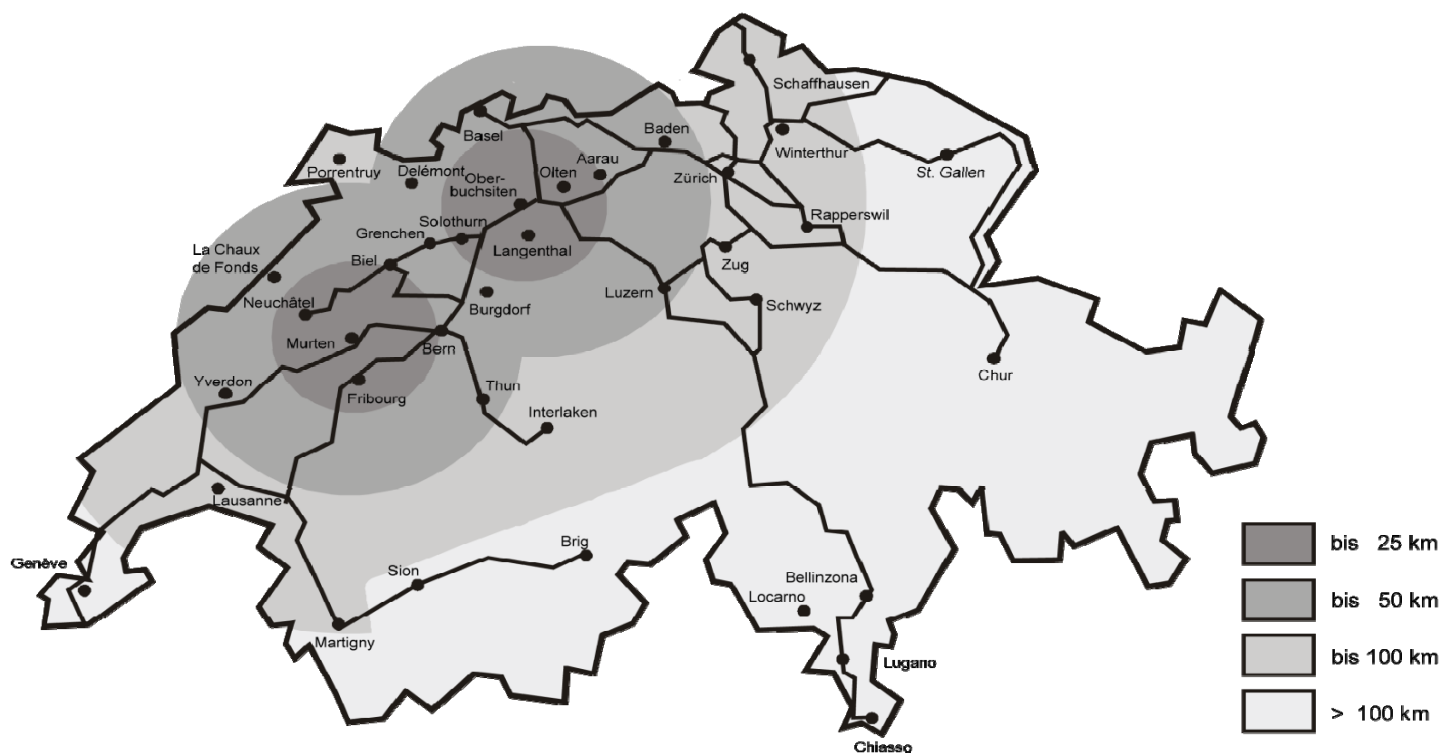 Schaffhausen
Basel
Baden
Winterthur
Aarau
Porrentruy
Delémont
Ober-
buchsiten
Olten
Zürich
St. Gallen
Solothurn
Rapperswil
Grenchen
La Chaux
de Fonds
Langenthal
Biel
Zug
Neuchâtel
Luzern
Burgdorf
Schwyz
Murten
Bern
Chur
Yverdon
Thun
Fribourg
Interlaken
Lausanne
Brig
Genève
Sion
Bellinzona
Locarno
Martigny
Lugano
Chiasso
bis 25 km
bis 50 km
bis 100 km
> 100 km